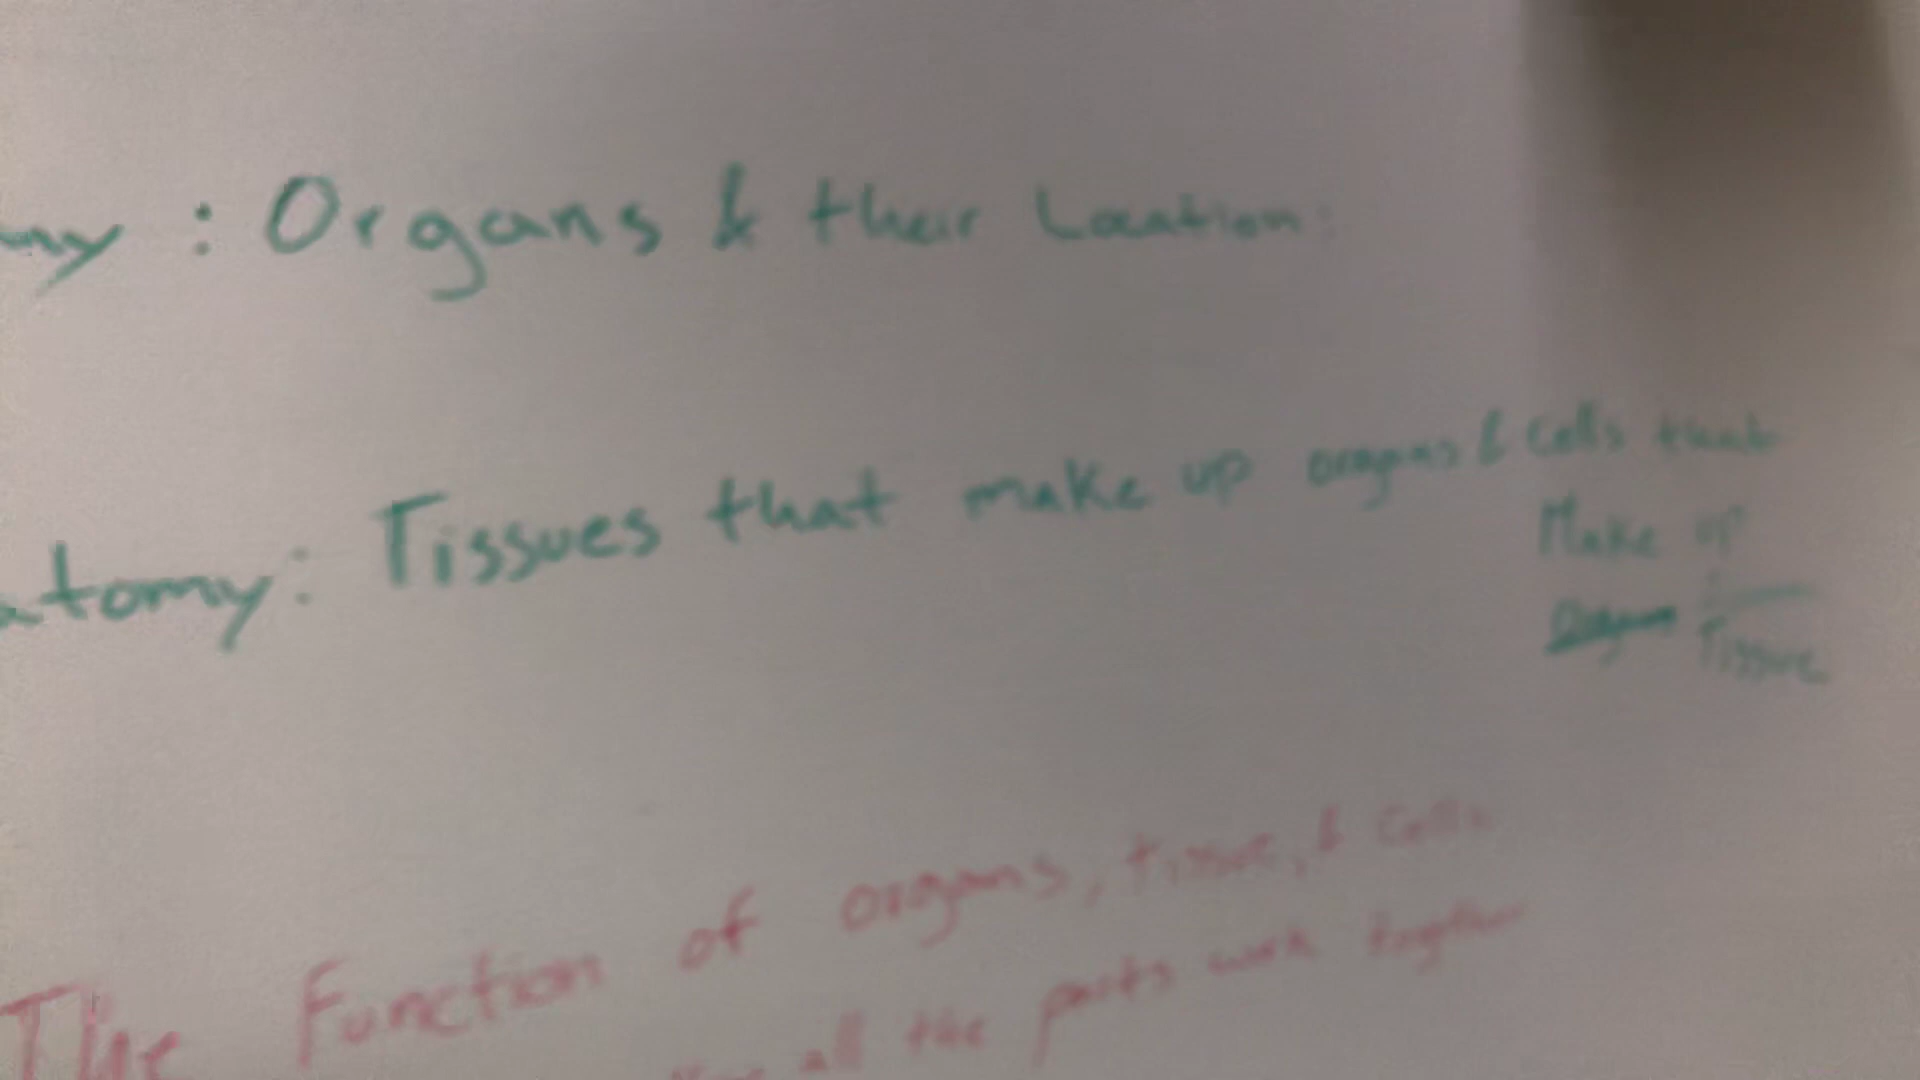 my : Organs & their Location:
atomy: Tissues that make up organs & Cells that
Make up
Tissue
The Function of organs, tissue, & Cells
all the parts work together